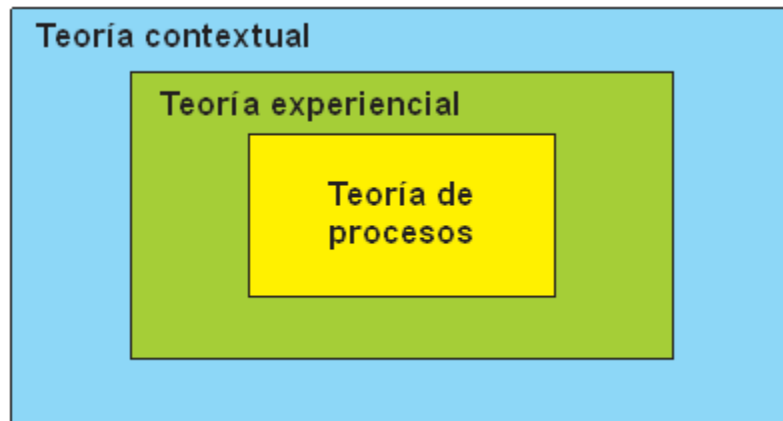 Teoría contextual
Teoría experiencial
Teoría de
procesos